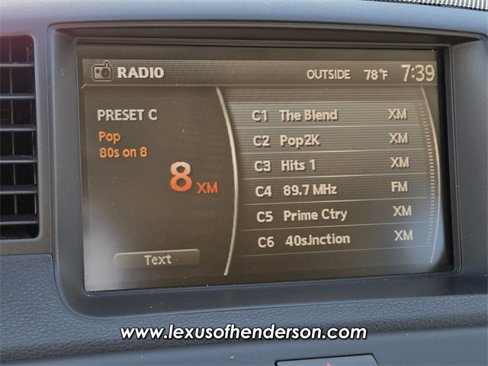 RADIO
OUTSIDE 78°F 7:39
PRESET C
Pop
80s on 8
8 XM
Text
C1 The Blend XM
C2 Pop2K XM
C3 Hits 1 XM
C4 89.7 MHz FM
C5 Prime Ctry XM
C6 40sJnction XM
www.lexusofhenderson.com